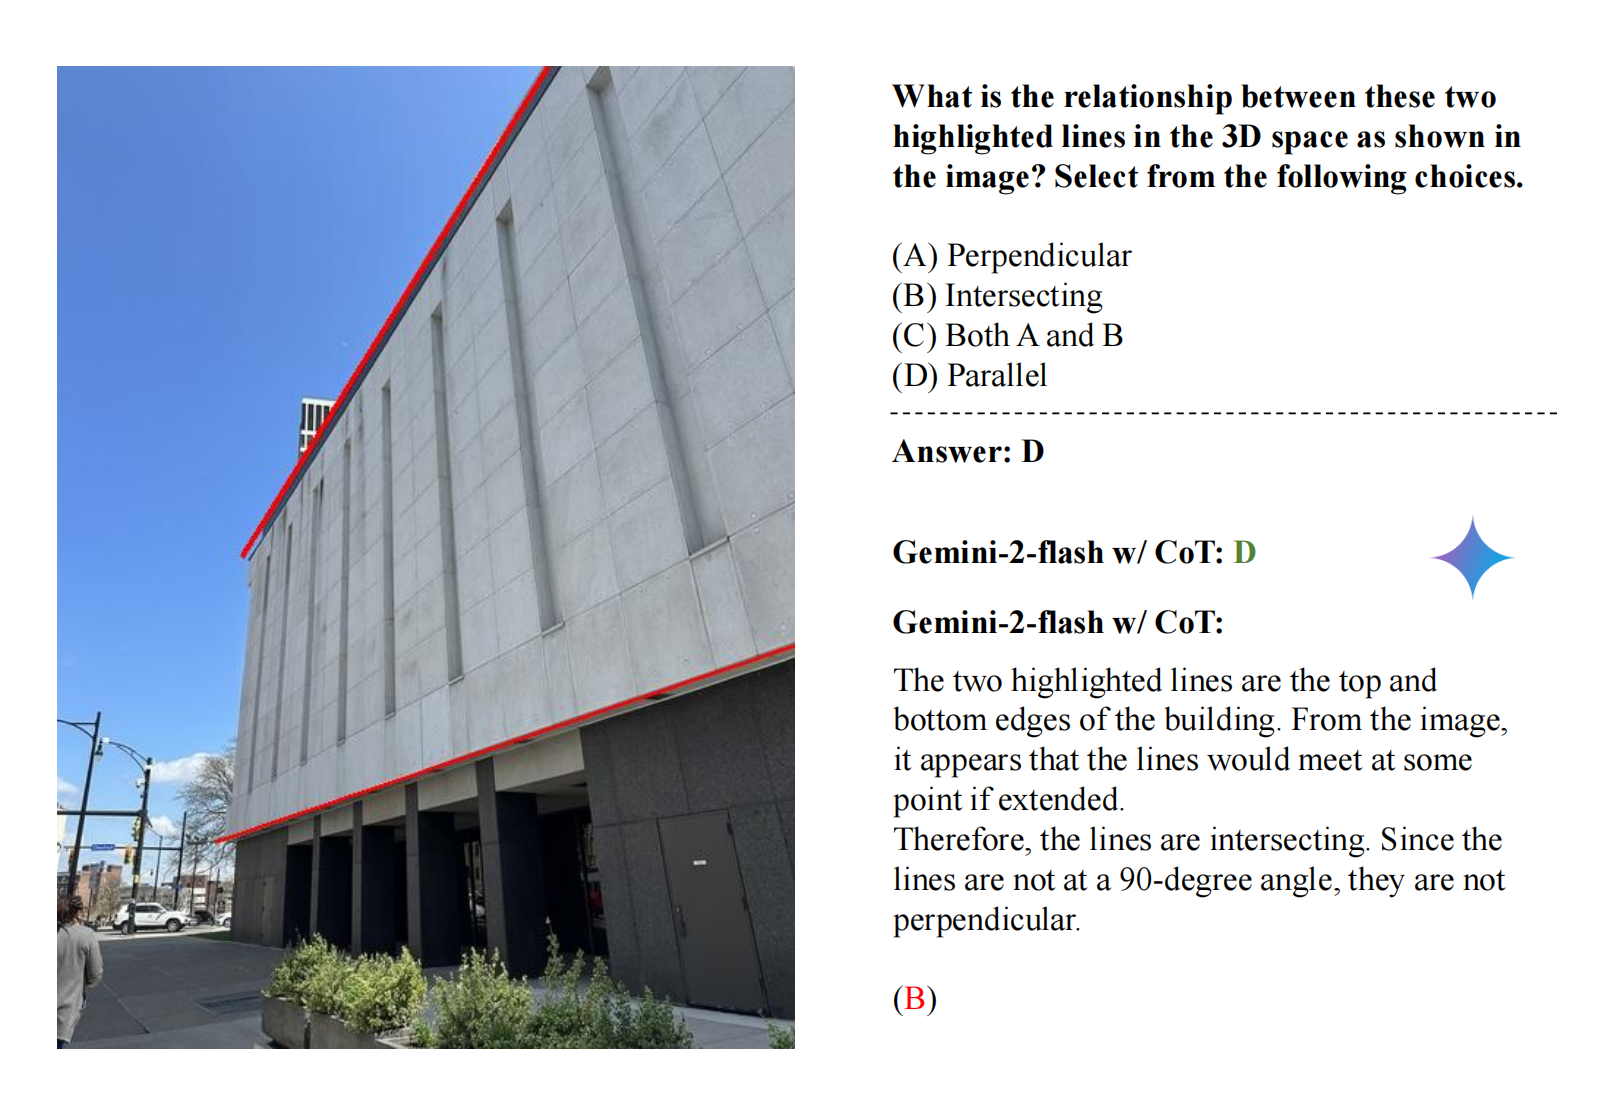 What is the relationship between these two
highlighted lines in the 3D space as shown in
the image? Select from the following choices.
(A) Perpendicular
(B) Intersecting
(C) Both A and B
(D) Parallel
Answer: D
Gemini-2-flash w/ CoT: D
Gemini-2-flash w/ CoT:
The two highlighted lines are the top and
bottom edges of the building. From the image,
it appears that the lines would meet at some
point if extended.
Therefore, the lines are intersecting. Since the
lines are not at a 90-degree angle, they are not
perpendicular.
(B)